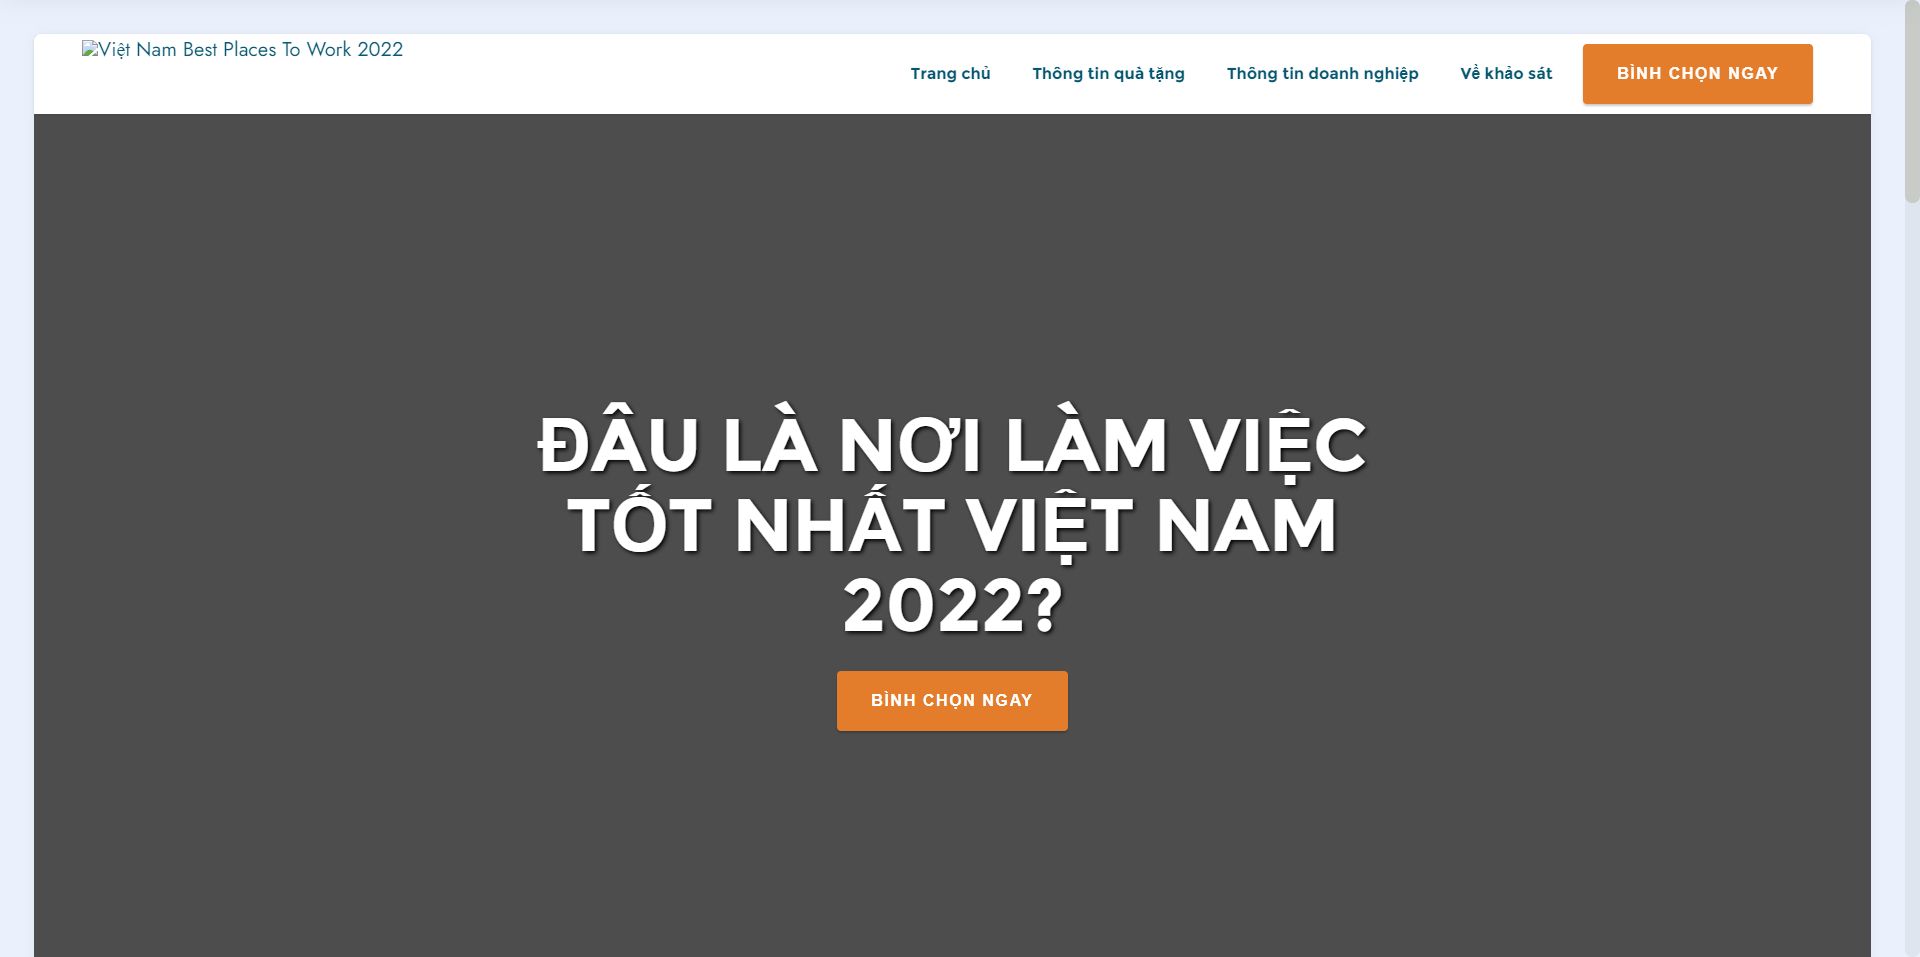 Việt Nam Best Places To Work 2022
Trang chủ
Thông tin quà tặng
Thông tin doanh nghiệp
Về khảo sát
BÌNH CHỌN NGAY
ĐÂU LÀ NƠI LÀM VIỆC
TỐT NHẤT VIỆT NAM
2022?
BÌNH CHỌN NGAY